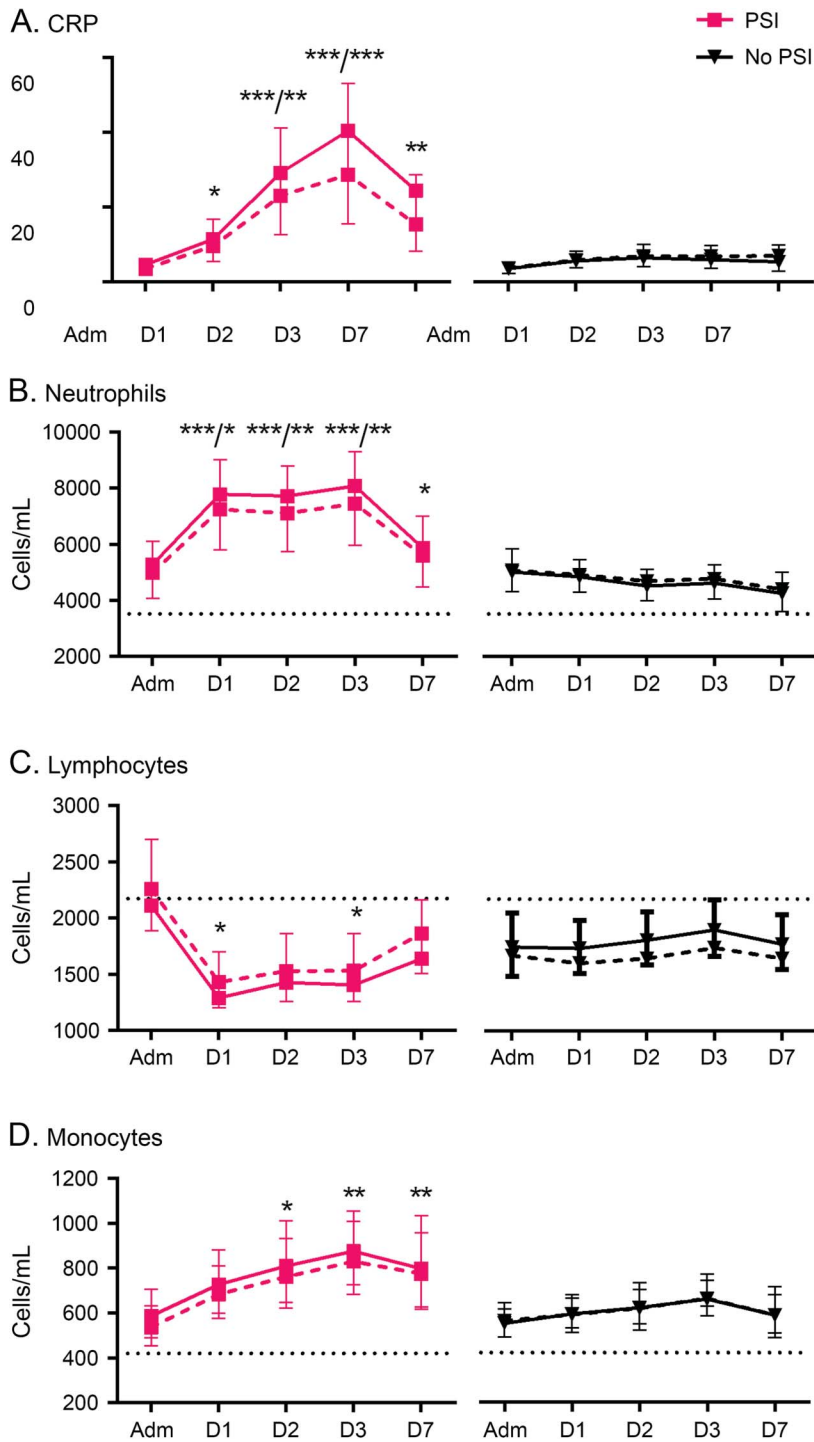 A. CRP
PSI
No PSI
***/***
***/**
**
*
60
40
20
0
Adm D1 D2 D3 D7 Adm D1 D2 D3 D7
B. Neutrophils
***/* ***/** ***/**
*
10000
8000
6000
4000
2000
Cells/mL
Adm D1 D2 D3 D7 Adm D1 D2 D3 D7
C. Lymphocytes
3000
2500
2000
1500
1000
Cells/mL
* *
Adm D1 D2 D3 D7 Adm D1 D2 D3 D7
D. Monocytes
1200
1000
800
600
400
200
Cells/mL
* ** **
Adm D1 D2 D3 D7 Adm D1 D2 D3 D7